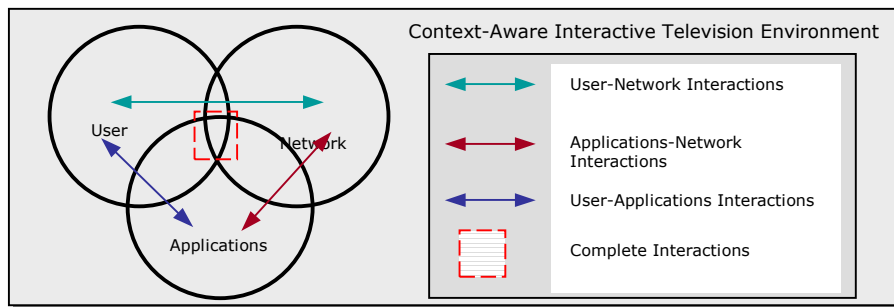 Context-Aware Interactive Television Environment
User
Network
Applications
User-Network Interactions
Applications-Network
Interactions
User-Applications Interactions
Complete Interactions